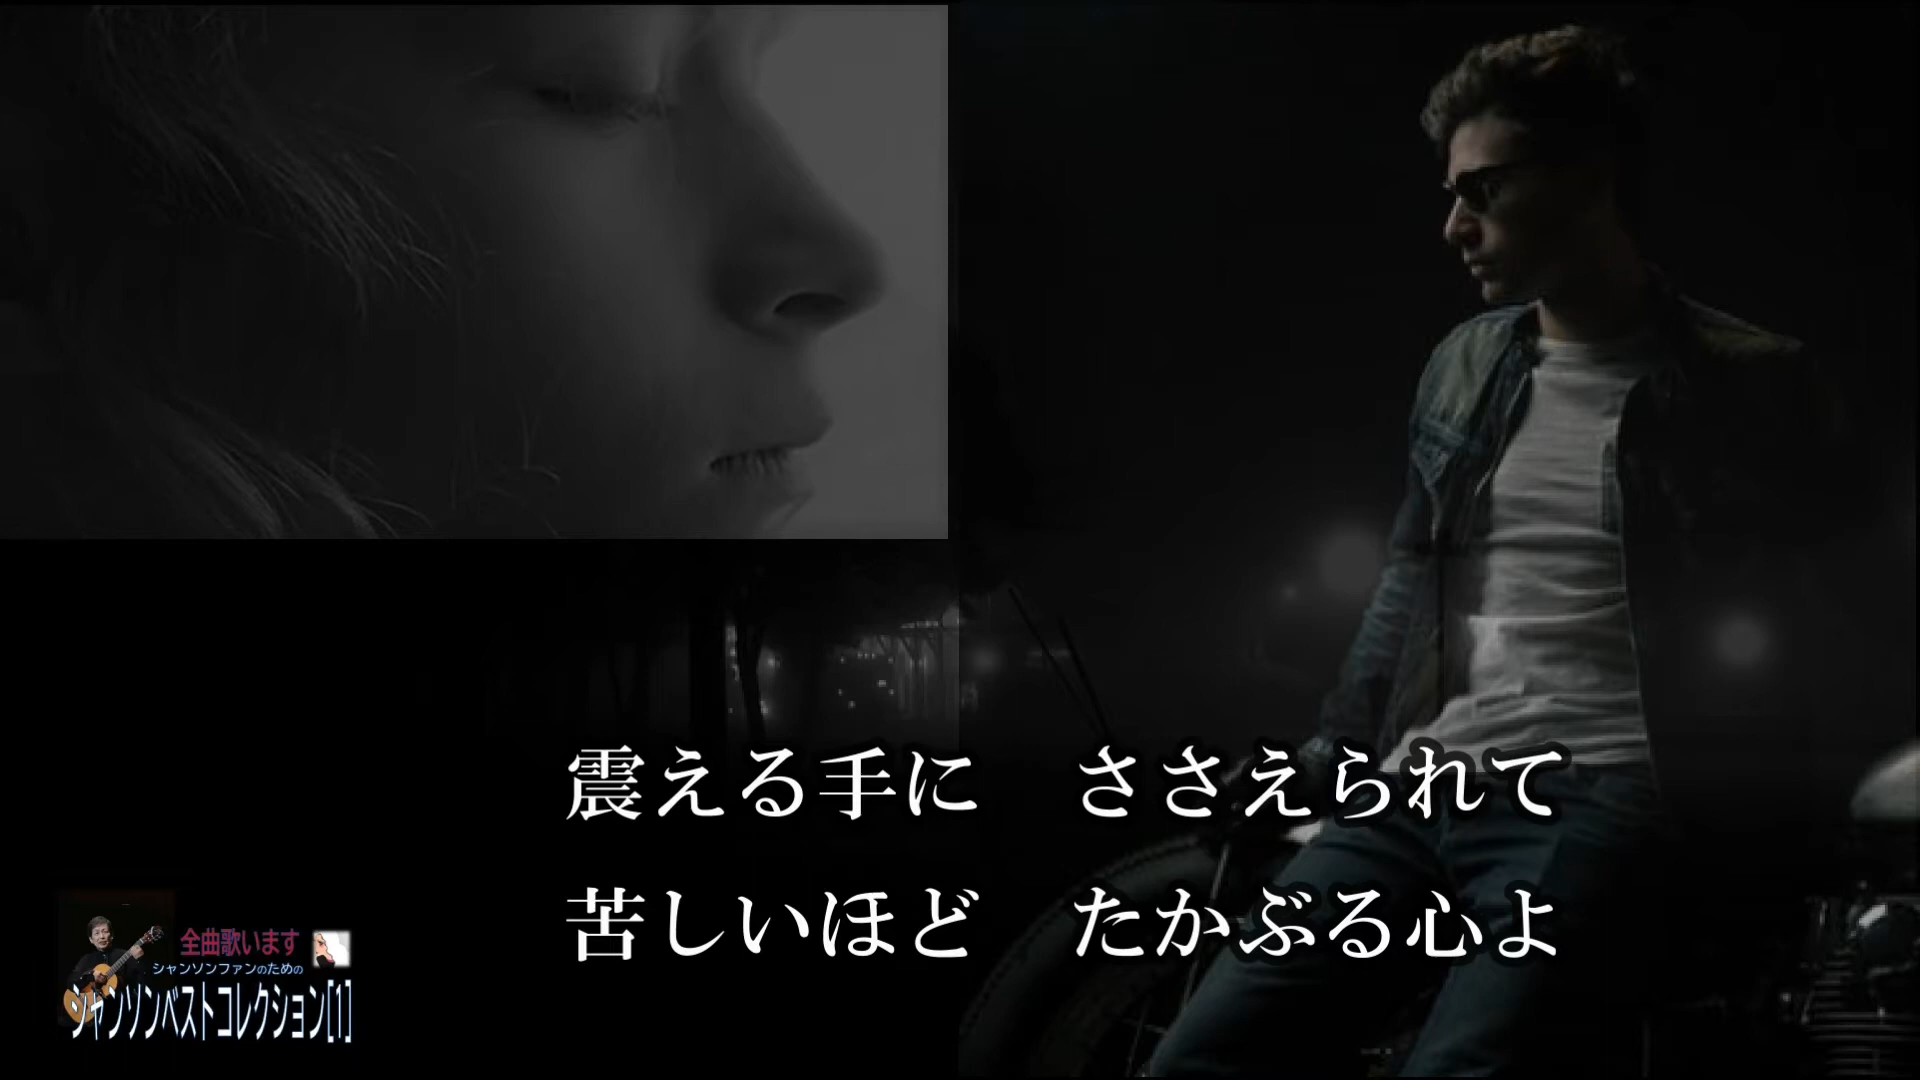 震える手に　ささえられて
苦しいほど　たかぶる心よ
全曲歌います
シャンソンファンのための
シャンソンベストコレクション[1]